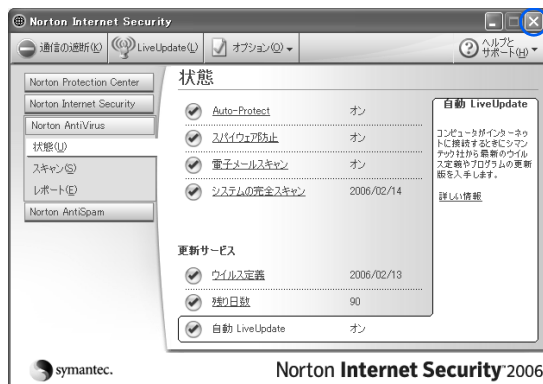 Norton Internet Security
通信の遮断(K)
LiveUpdate(L)
オプション(O)
ヘルプとサポート(H)
Norton Protection Center
Norton Internet Security
Norton AntiVirus
状態(U)
スキャン(S)
レポート(E)
Norton AntiSpam
状態
Auto-Protect オン
スパイウェア防止 オン
電子メールスキャン オン
システムの完全スキャン 2006/02/14
更新サービス
ウイルス定義 2006/02/13
残り日数 90
自動 LiveUpdate オン
自動 LiveUpdate
コンピュータがインターネッ
トに接続するときにシマン
テック社から最新のウイル
ス定義やプログラムの更新
版を入手します。
詳しい情報
symantec.
Norton Internet Security 2006